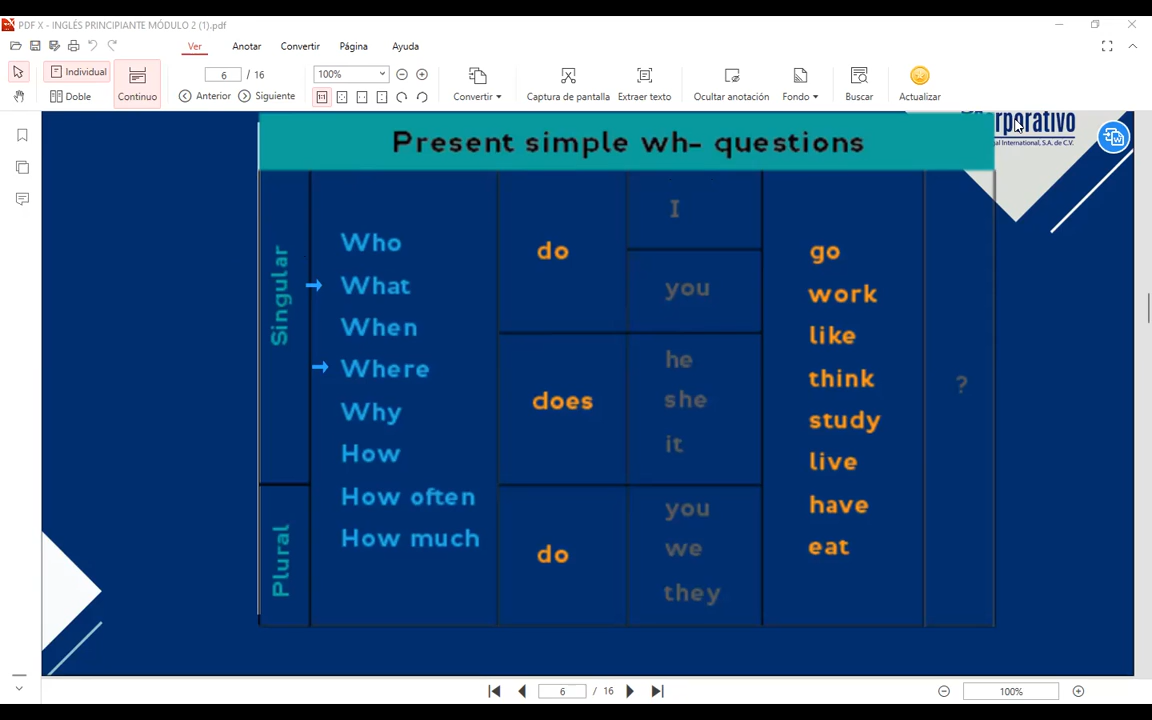 PDF X - INGLÉS PRINCIPIANTE MÓDULO 2 (1).pdf
Ver Anotar Convertir Página Ayuda
Individual
Doble
Continuo
6 / 16
Anterior Siguiente
100%
Convertir
Captura de pantalla
Extraer texto
Ocultar anotación
Fondo
Buscar
Actualizar
rporativo
al International, S.A. de C.V.
Present simple wh- questions
Singular
Who
What
When
Where
Why
How
How often
How much
do
I
you
does
he
she
it
Plural
do
you
we
they
go
work
like
think
study
live
have
eat
?
6 / 16
100%